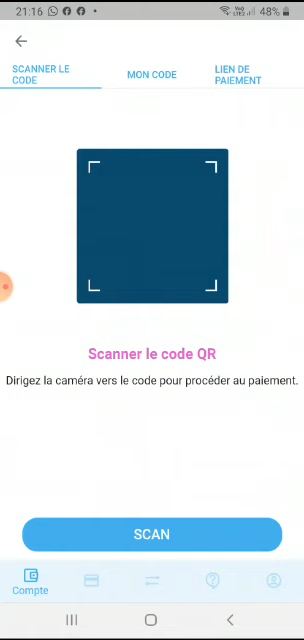 21:16 48%
SCANNER LE
CODE
MON CODE
LIEN DE
PAIEMENT
Scanner le code QR
Dirigez la caméra vers le code pour procéder au paiement.
SCAN
Compte